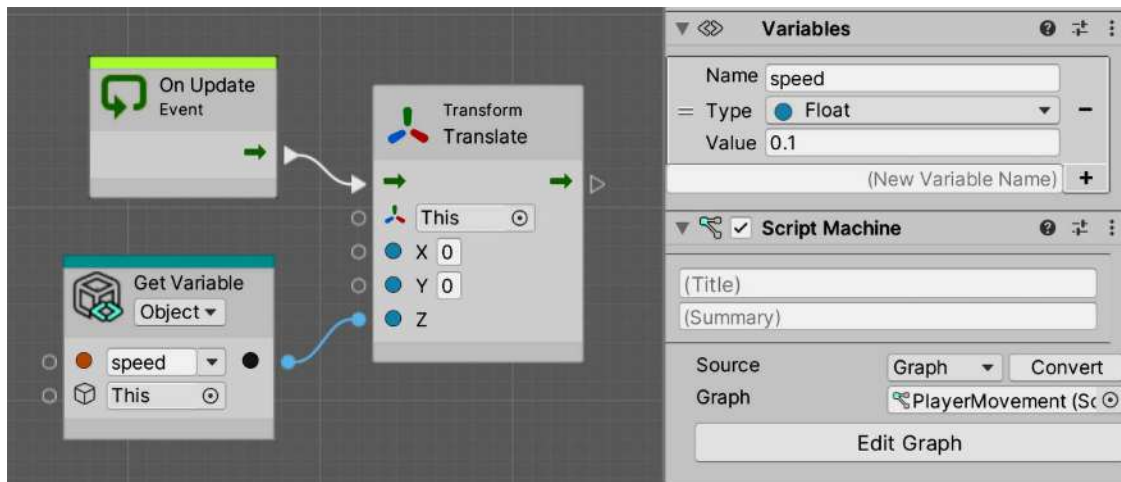 On Update
Event
Get Variable
Object
speed
This
Transform
Translate
This
X 0
Y 0
Z
Variables
Name speed
Type Float
Value 0.1
(New Variable Name) +
Script Machine
(Title)
(Summary)
Source Graph Convert
Graph PlayerMovement (Sc
Edit Graph